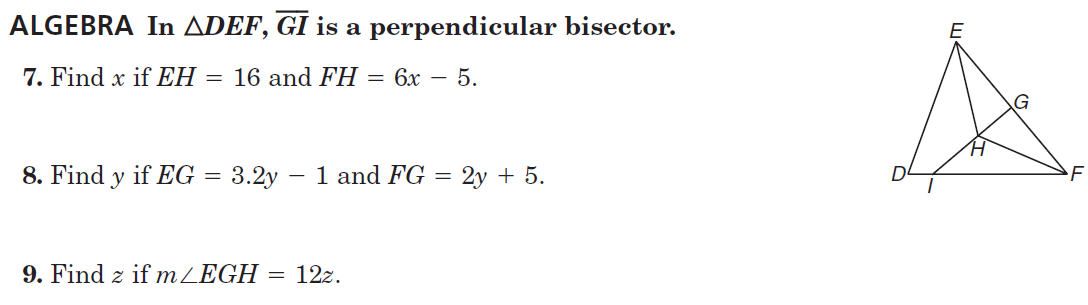 ALGEBRA In △DEF, G͞I͞ is a perpendicular bisector.
7. Find x if EH = 16 and FH = 6x − 5.
8. Find y if EG = 3.2y − 1 and FG = 2y + 5.
9. Find z if m∠EGH = 12z.
E
G
H
D
I
F